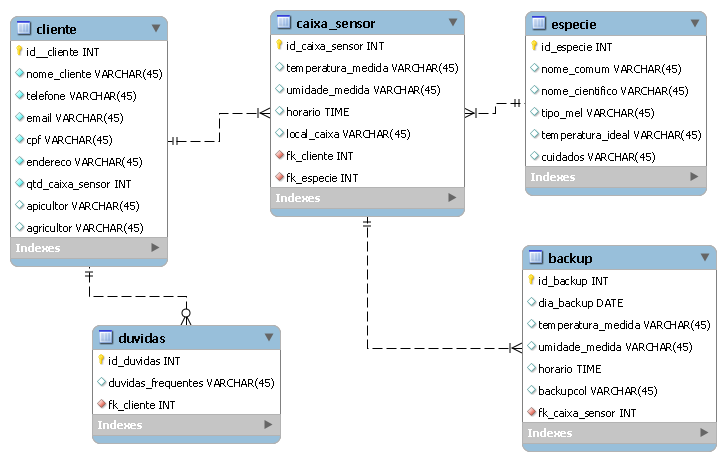 cliente
id__cliente INT
nome_cliente VARCHAR(45)
telefone VARCHAR(45)
email VARCHAR(45)
cpf VARCHAR(45)
endereco VARCHAR(45)
qtd_caixa_sensor INT
apicultor VARCHAR(45)
agricultor VARCHAR(45)
Indexes
caixa_sensor
id_caixa_sensor INT
temperatura_medida VARCHAR(45)
umidade_medida VARCHAR(45)
horario TIME
local_caixa VARCHAR(45)
fk_cliente INT
fk_especie INT
Indexes
especie
id_especie INT
nome_comum VARCHAR(45)
nome_cientifico VARCHAR(45)
tipo_mel VARCHAR(45)
temperatura_ideal VARCHAR(45)
cuidados VARCHAR(45)
Indexes
duvidas
id_duvidas INT
duvidas_frequentes VARCHAR(45)
fk_cliente INT
Indexes
backup
id_backup INT
dia_backup DATE
temperatura_medida VARCHAR(45)
umidade_medida VARCHAR(45)
horario TIME
backupcol VARCHAR(45)
fk_caixa_sensor INT
Indexes